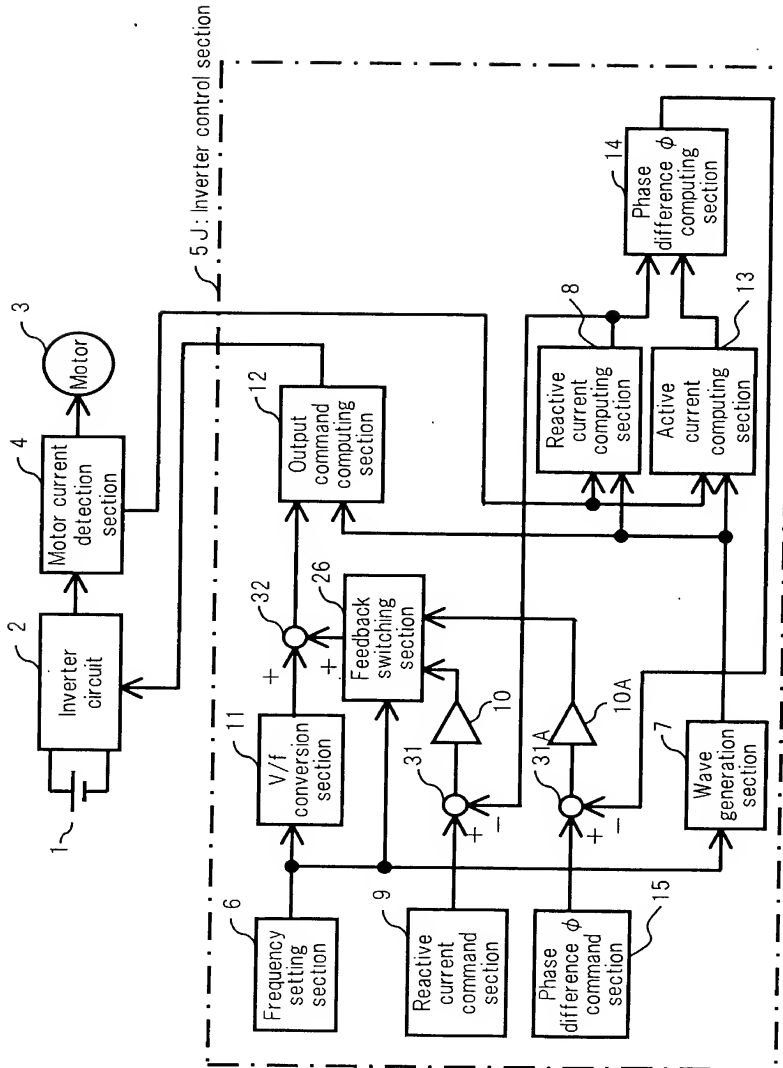 1
2
Inverter
circuit
4
Motor current
detection
section
3
Motor
5J: Inverter control section
6
Frequency
setting
section
11
V/f
conversion
section
+
32
+
12
Output
command
computing
section
26
Feedback
switching
section
9
Reactive
current command
section
+
31
−
10
15
Phase
difference ϕ
command
section
+
31A
−
10A
7
Wave
generation
section
8
Reactive
current
computing
section
13
Active
current
computing
section
14
Phase
difference ϕ
computing
section